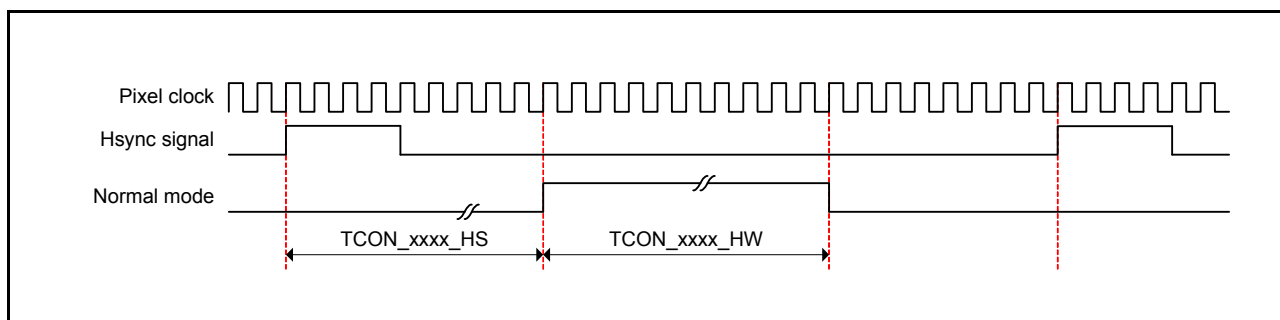 Pixel clock
Hsync signal
Normal mode
TCON_xxxx_HS
TCON_xxxx_HW